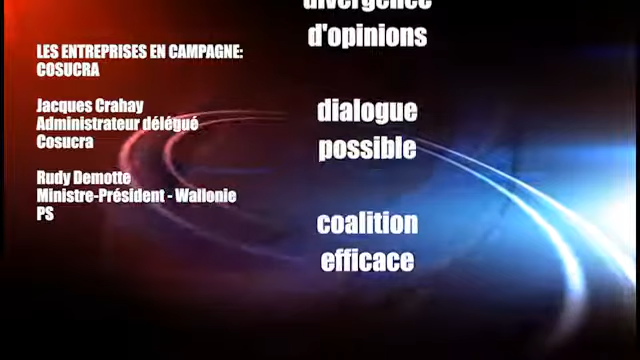 LES ENTREPRISES EN CAMPAGNE:
COSUCRA
Jacques Crahay
Administrateur délégué
Cosucra
Rudy Demotte
Ministre-Président - Wallonie
PS
divergence
d'opinions
dialogue
possible
coalition
efficace